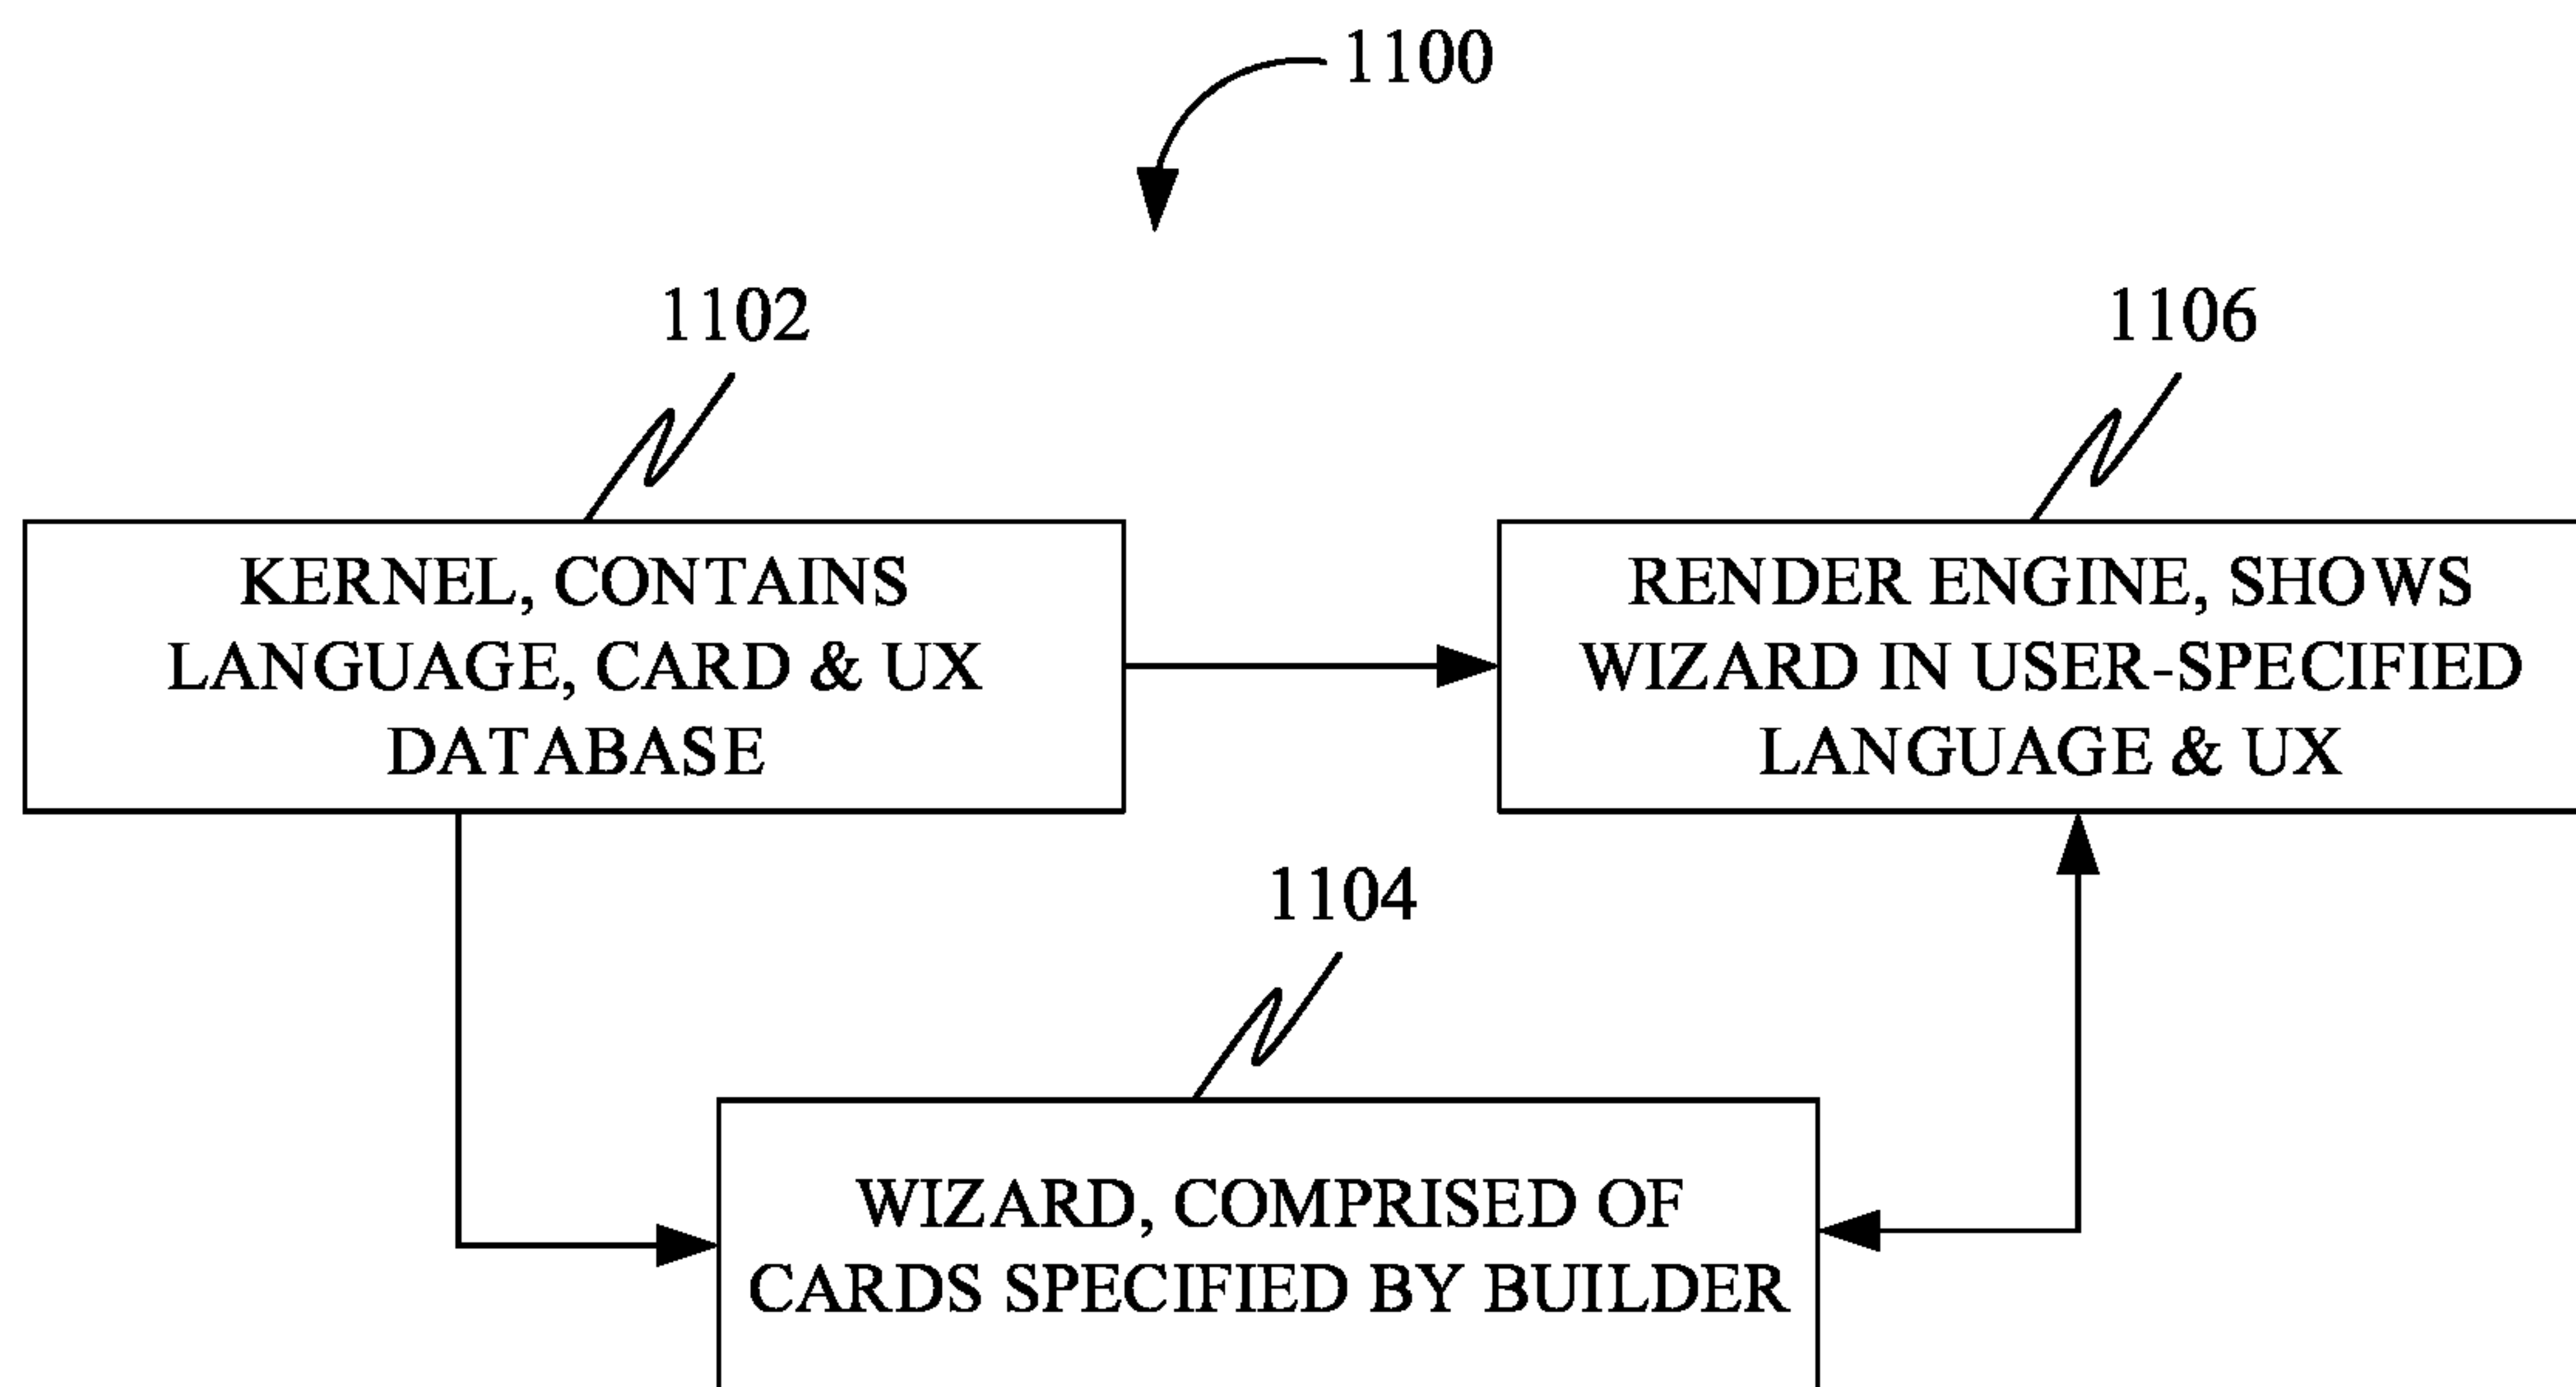 1100
1102
1106
KERNEL, CONTAINS
LANGUAGE, CARD & UX
DATABASE
RENDER ENGINE, SHOWS
WIZARD IN USER-SPECIFIED
LANGUAGE & UX
1104
WIZARD, COMPRISED OF
CARDS SPECIFIED BY BUILDER